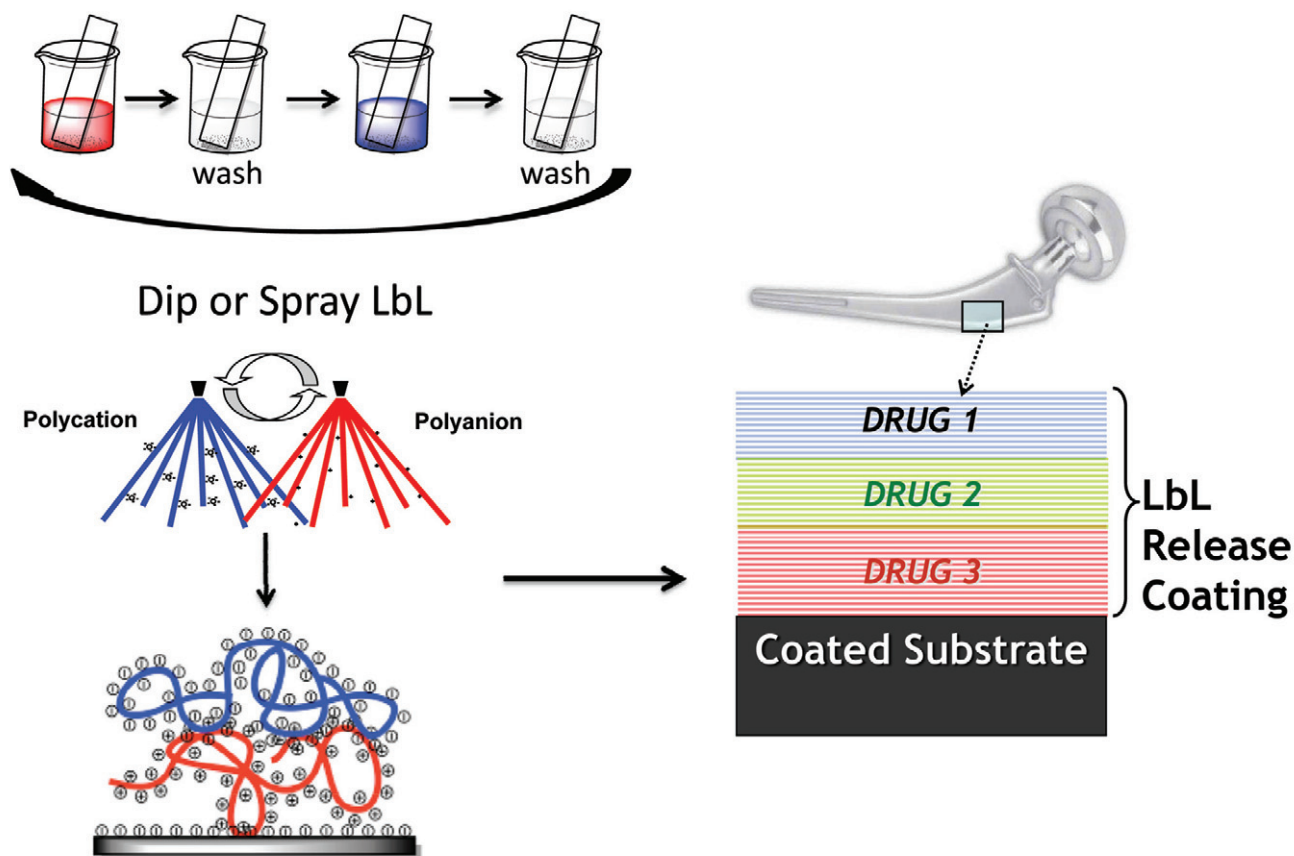 wash
wash
Dip or Spray LbL
Polycation
Polyanion
DRUG 1
DRUG 2
DRUG 3
LbL
Release
Coating
Coated Substrate